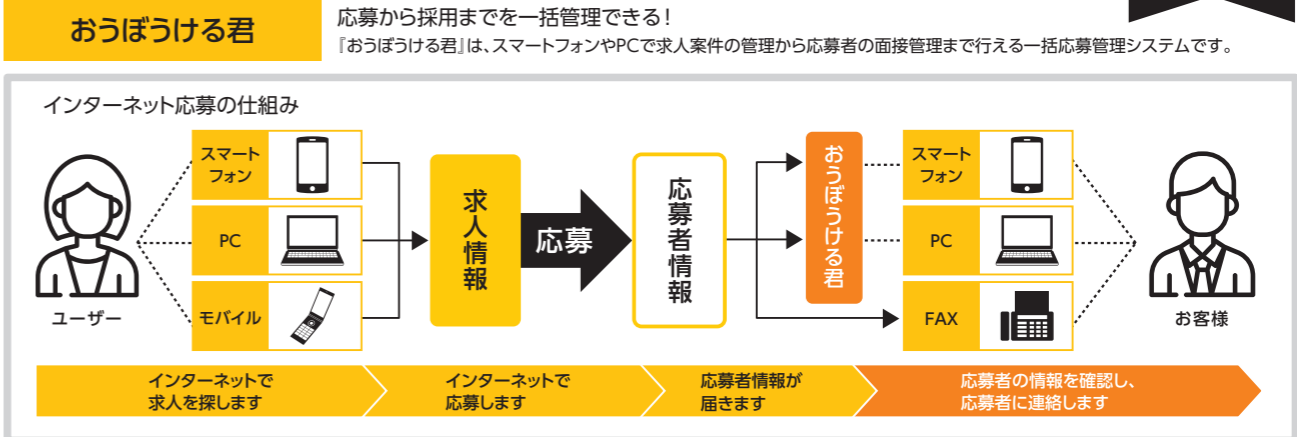 おうぼうける君
応募から採用までを一括管理できる！
『おうぼうける君』は、スマートフォンやPCで求人案件の管理から応募者の面接管理まで行える一括応募管理システムです。
インターネット応募の仕組み
ユーザー
スマート
フォン
PC
モバイル
求人情報
応募
応募者情報
おうぼうける君
スマート
フォン
PC
FAX
お客様
インターネットで
求人を探します
インターネットで
応募します
応募者情報が
届きます
応募者の情報を確認し、
応募者に連絡します